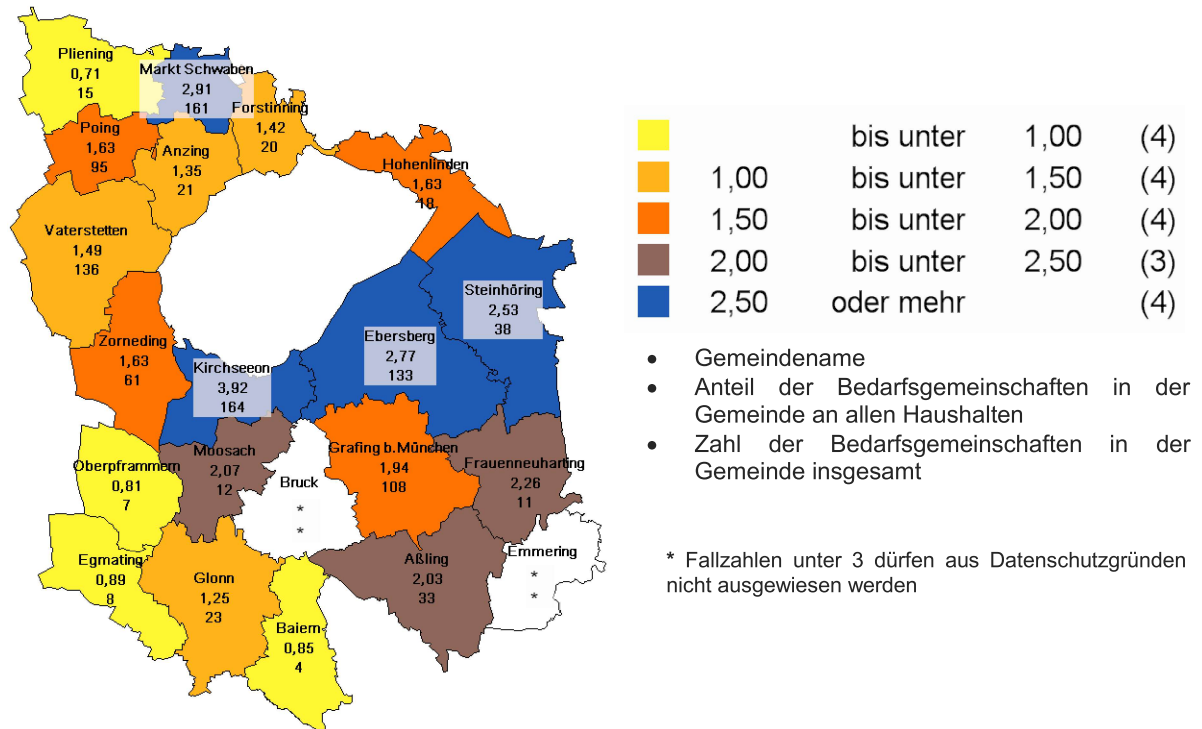 Pliening
0,71
15
Markt Schwaben
2,91
161
Forstinning
1,42
20
Poing
1,63
95
Anzing
1,35
21
Hohenlinden
1,63
18
Vaterstetten
1,49
136
Steinhöring
2,53
38
Zorneding
1,63
61
Ebersberg
2,77
133
Kirchseeon
3,92
164
Moosach
2,07
12
Grafing b.München
1,94
108
Frauenneuharting
2,26
11
Oberpframmern
0,81
7
Bruck
*
*
Egmating
0,89
8
Glonn
1,25
23
Aßling
2,03
33
Emmering
*
*
Baiern
0,85
4
bis unter 1,00 (4)
1,00 bis unter 1,50 (4)
1,50 bis unter 2,00 (4)
2,00 bis unter 2,50 (3)
2,50 oder mehr (4)
• Gemeindename
• Anteil der Bedarfsgemeinschaften in der
Gemeinde an allen Haushalten
• Zahl der Bedarfsgemeinschaften in der
Gemeinde insgesamt
* Fallzahlen unter 3 dürfen aus Datenschutzgründen
nicht ausgewiesen werden